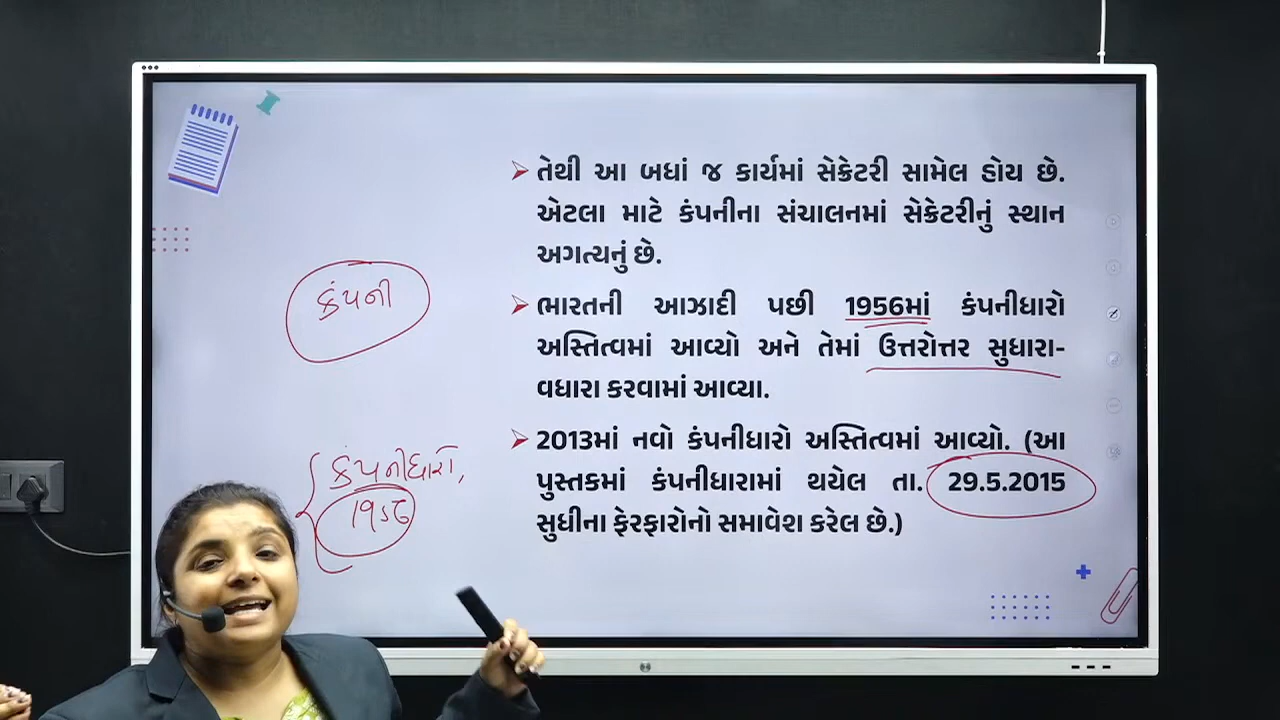 તેથી આ બધાં જ કાર્યમાં સેક્રેટરી સામેલ હોય છે.
એટલા માટે કંપનીના સંચાલનમાં સેક્રેટરીનું સ્થાન
અગત્યનું છે.
ભારતની આઝાદી પછી 1956માં કંપનીધારો
અસ્તિત્વમાં આવ્યો અને તેમાં ઉત્તરોત્તર સુધારા-
વધારા કરવામાં આવ્યા.
2013માં નવો કંપનીધારો અસ્તિત્વમાં આવ્યો. (આ
પુસ્તકમાં કંપનીધારામાં થયેલ તા. 29.5.2015
સુધીના ફેરફારોનો સમાવેશ કરેલ છે.)
કંપની
કંપનીધારો,
૧૯૫૬